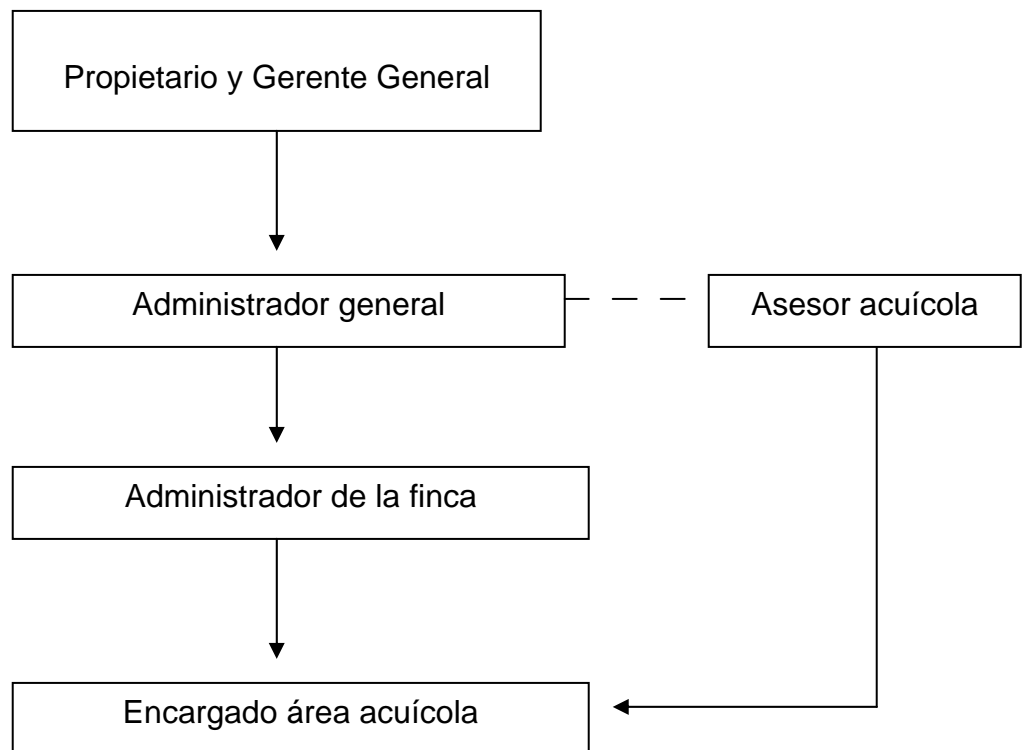 Propietario y Gerente General
Administrador general
Asesor acuícola
Administrador de la finca
Encargado área acuícola